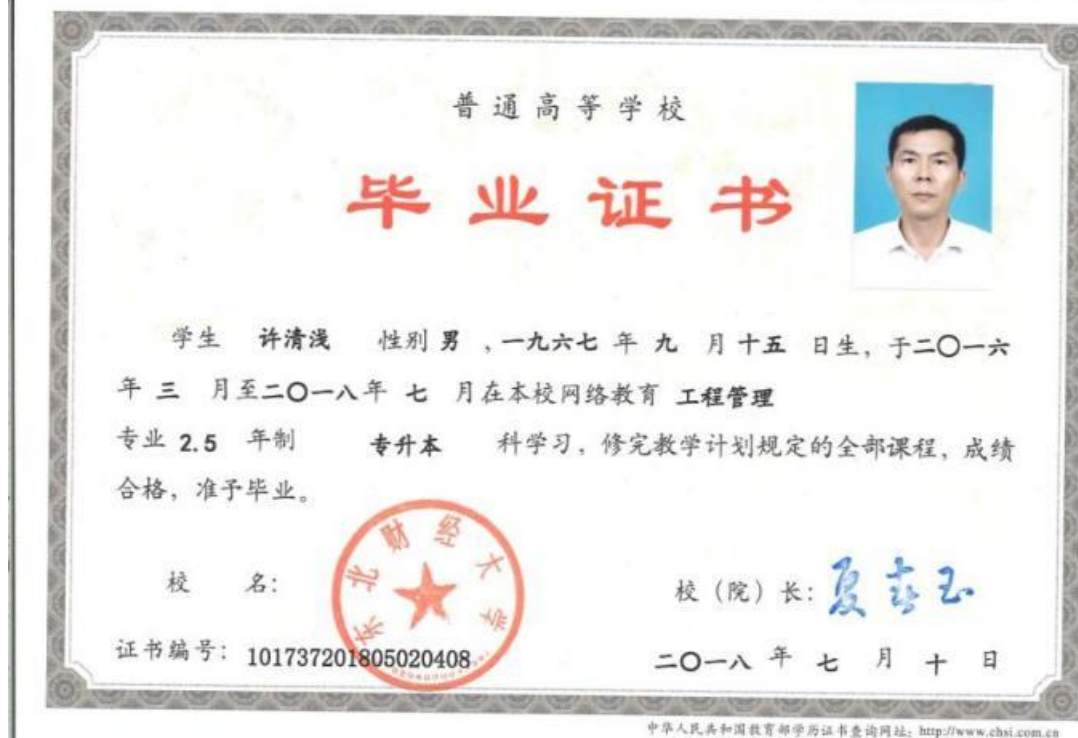 普通高等学校
毕业证书
学生 许清浅 性别 男 ，一九六七 年 九 月 十五 日生，于二〇一六
年 三 月至二〇一八年 七 月在本校网络教育 工程管理
专业 2.5 年制 专升本 科学习，修完教学计划规定的全部课程，成绩
合格，准予毕业。
东北财经大学
校 名：
校（院）长：夏春玉
证书编号：101737201805020408
二〇一八 年 七 月 十 日
中华人民共和国教育部学历证书查询网址：http://www.chsi.com.cn